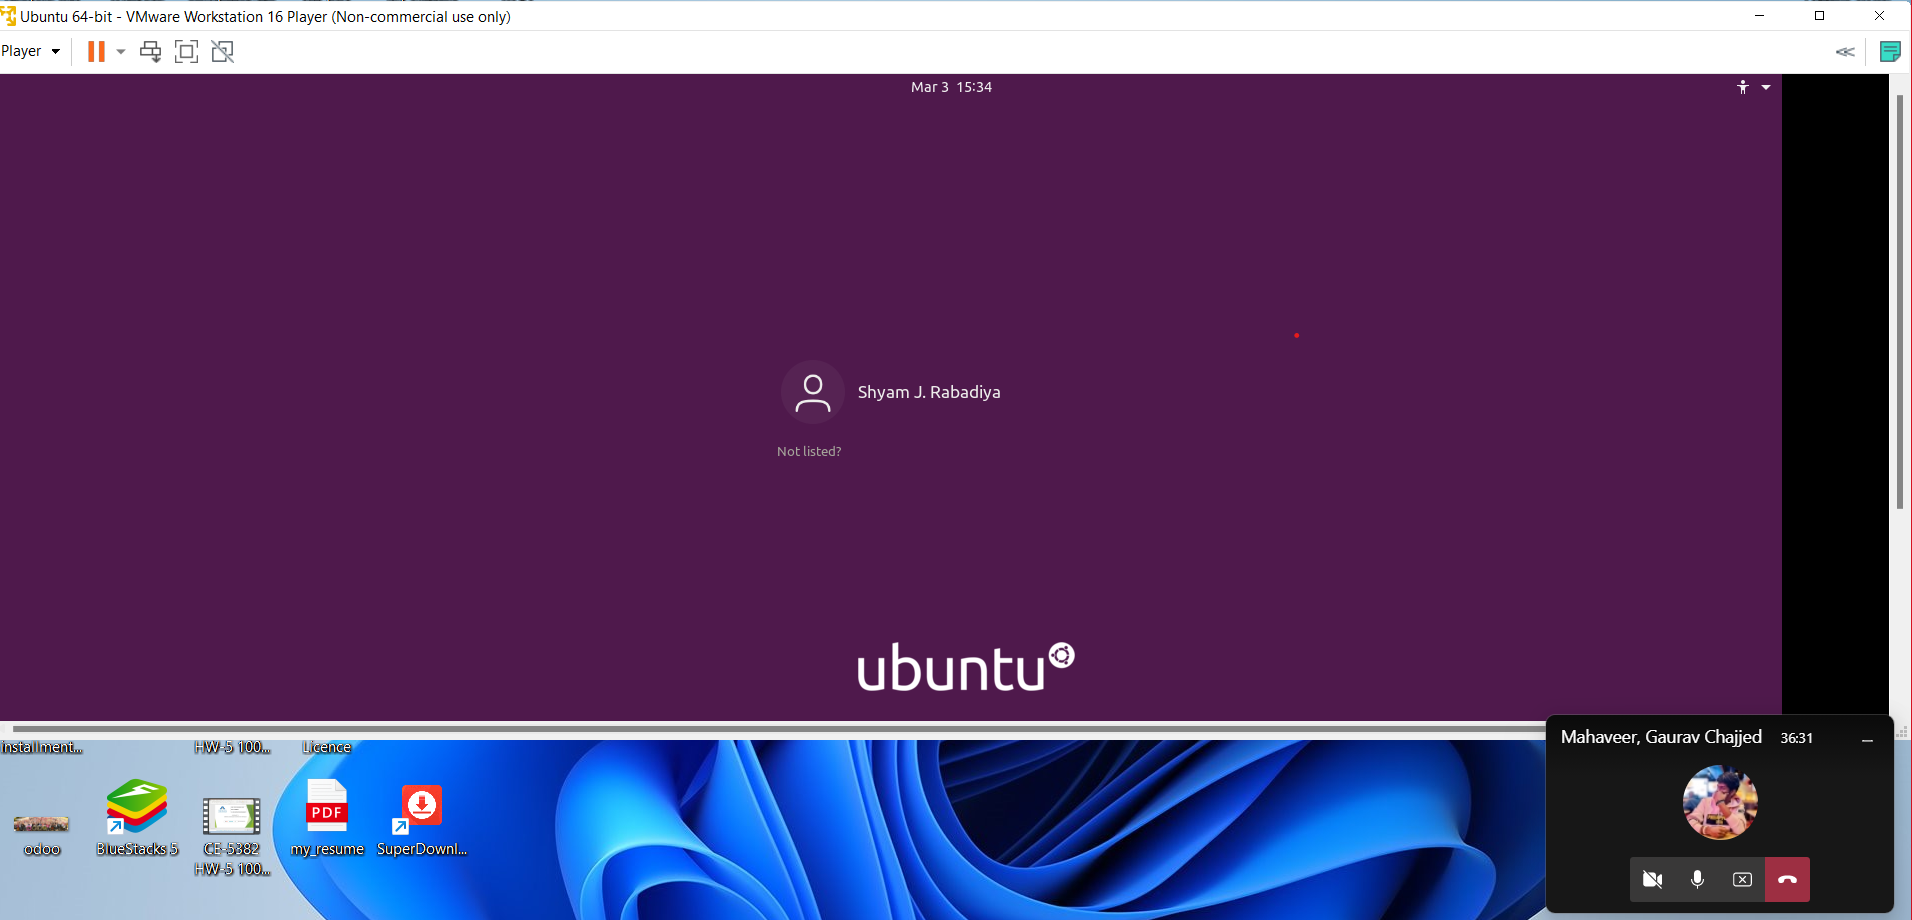 Ubuntu 64-bit - VMware Workstation 16 Player (Non-commercial use only)
Player
Mar 3 15:34
Shyam J. Rabadiya
Not listed?
ubuntu
installment...
HW-5 100...
Licence
Mahaveer, Gaurav Chajjed 36:31
PDF
odoo
BlueStacks 5
CE-5382
HW-5 100...
my_resume
SuperDownl...